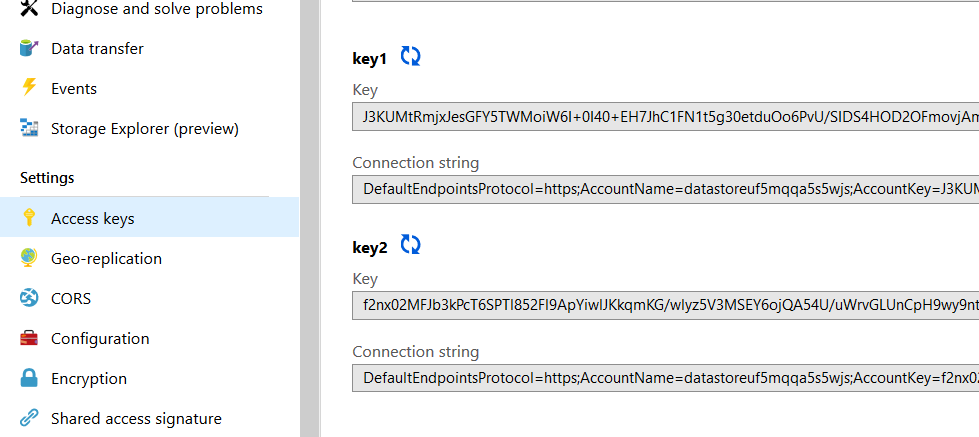 Diagnose and solve problems
Data transfer
Events
Storage Explorer (preview)
Settings
Access keys
Geo-replication
CORS
Configuration
Encryption
Shared access signature
key1
Key
J3KUMtRmjxJesGFY5TWMoiW6I+0I40+EH7JhC1FN1t5g30etduOo6PvU/SIDS4HOD2OFmovjAm
Connection string
DefaultEndpointsProtocol=https;AccountName=datastoreuf5mqqa5s5wjs;AccountKey=J3KUM
key2
Key
f2nx02MFJb3kPcT6SPTl852FI9ApYiwlJKkqmKG/wlyz5V3MSEY6ojQA54U/uWrvGLUnCpH9wy9nt
Connection string
DefaultEndpointsProtocol=https;AccountName=datastoreuf5mqqa5s5wjs;AccountKey=f2nx02